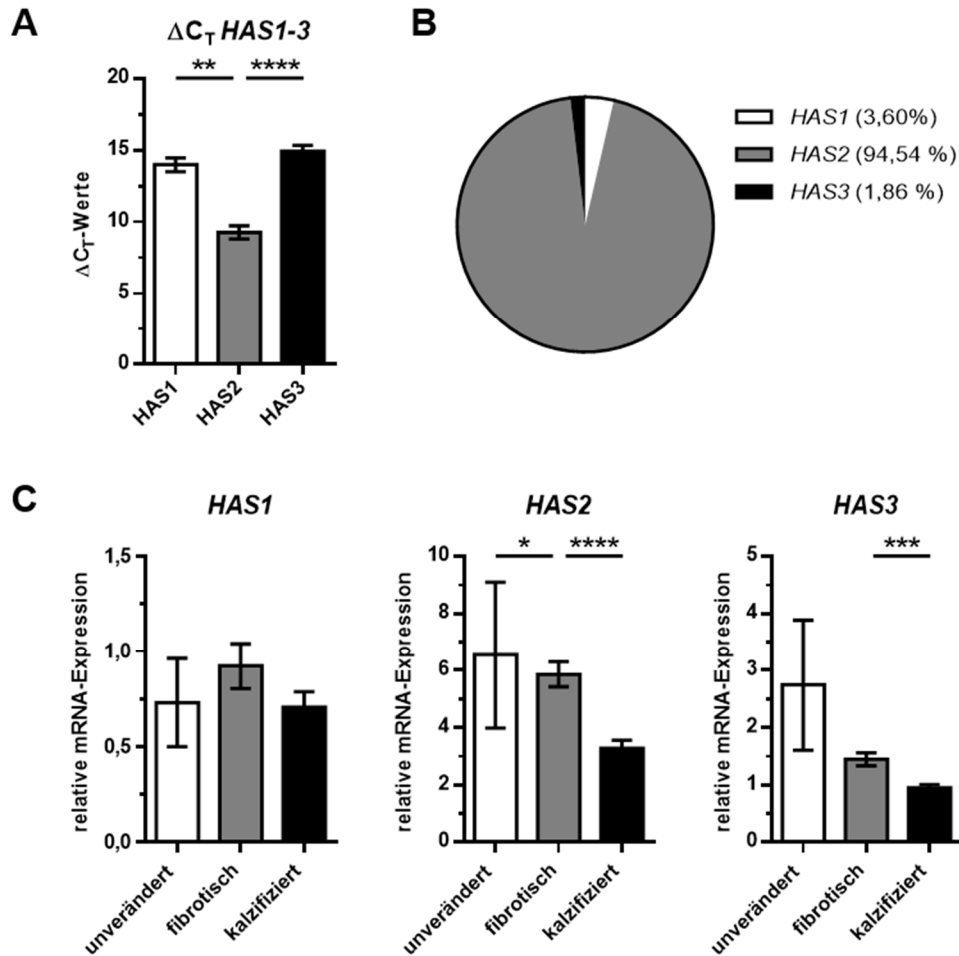 A
ΔCT HAS1-3
** ****
20
15
10
5
0
ΔCT-Werte
HAS1
HAS2
HAS3
B
HAS1 (3,60%)
HAS2 (94,54 %)
HAS3 (1,86 %)
C
HAS1
1,5
1,0
0,5
0,0
relative mRNA-Expression
unverändert
fibrotisch
kalzifiziert
HAS2
* ****
10
8
6
4
2
0
relative mRNA-Expression
unverändert
fibrotisch
kalzifiziert
HAS3
***
5
4
3
2
1
0
relative mRNA-Expression
unverändert
fibrotisch
kalzifiziert